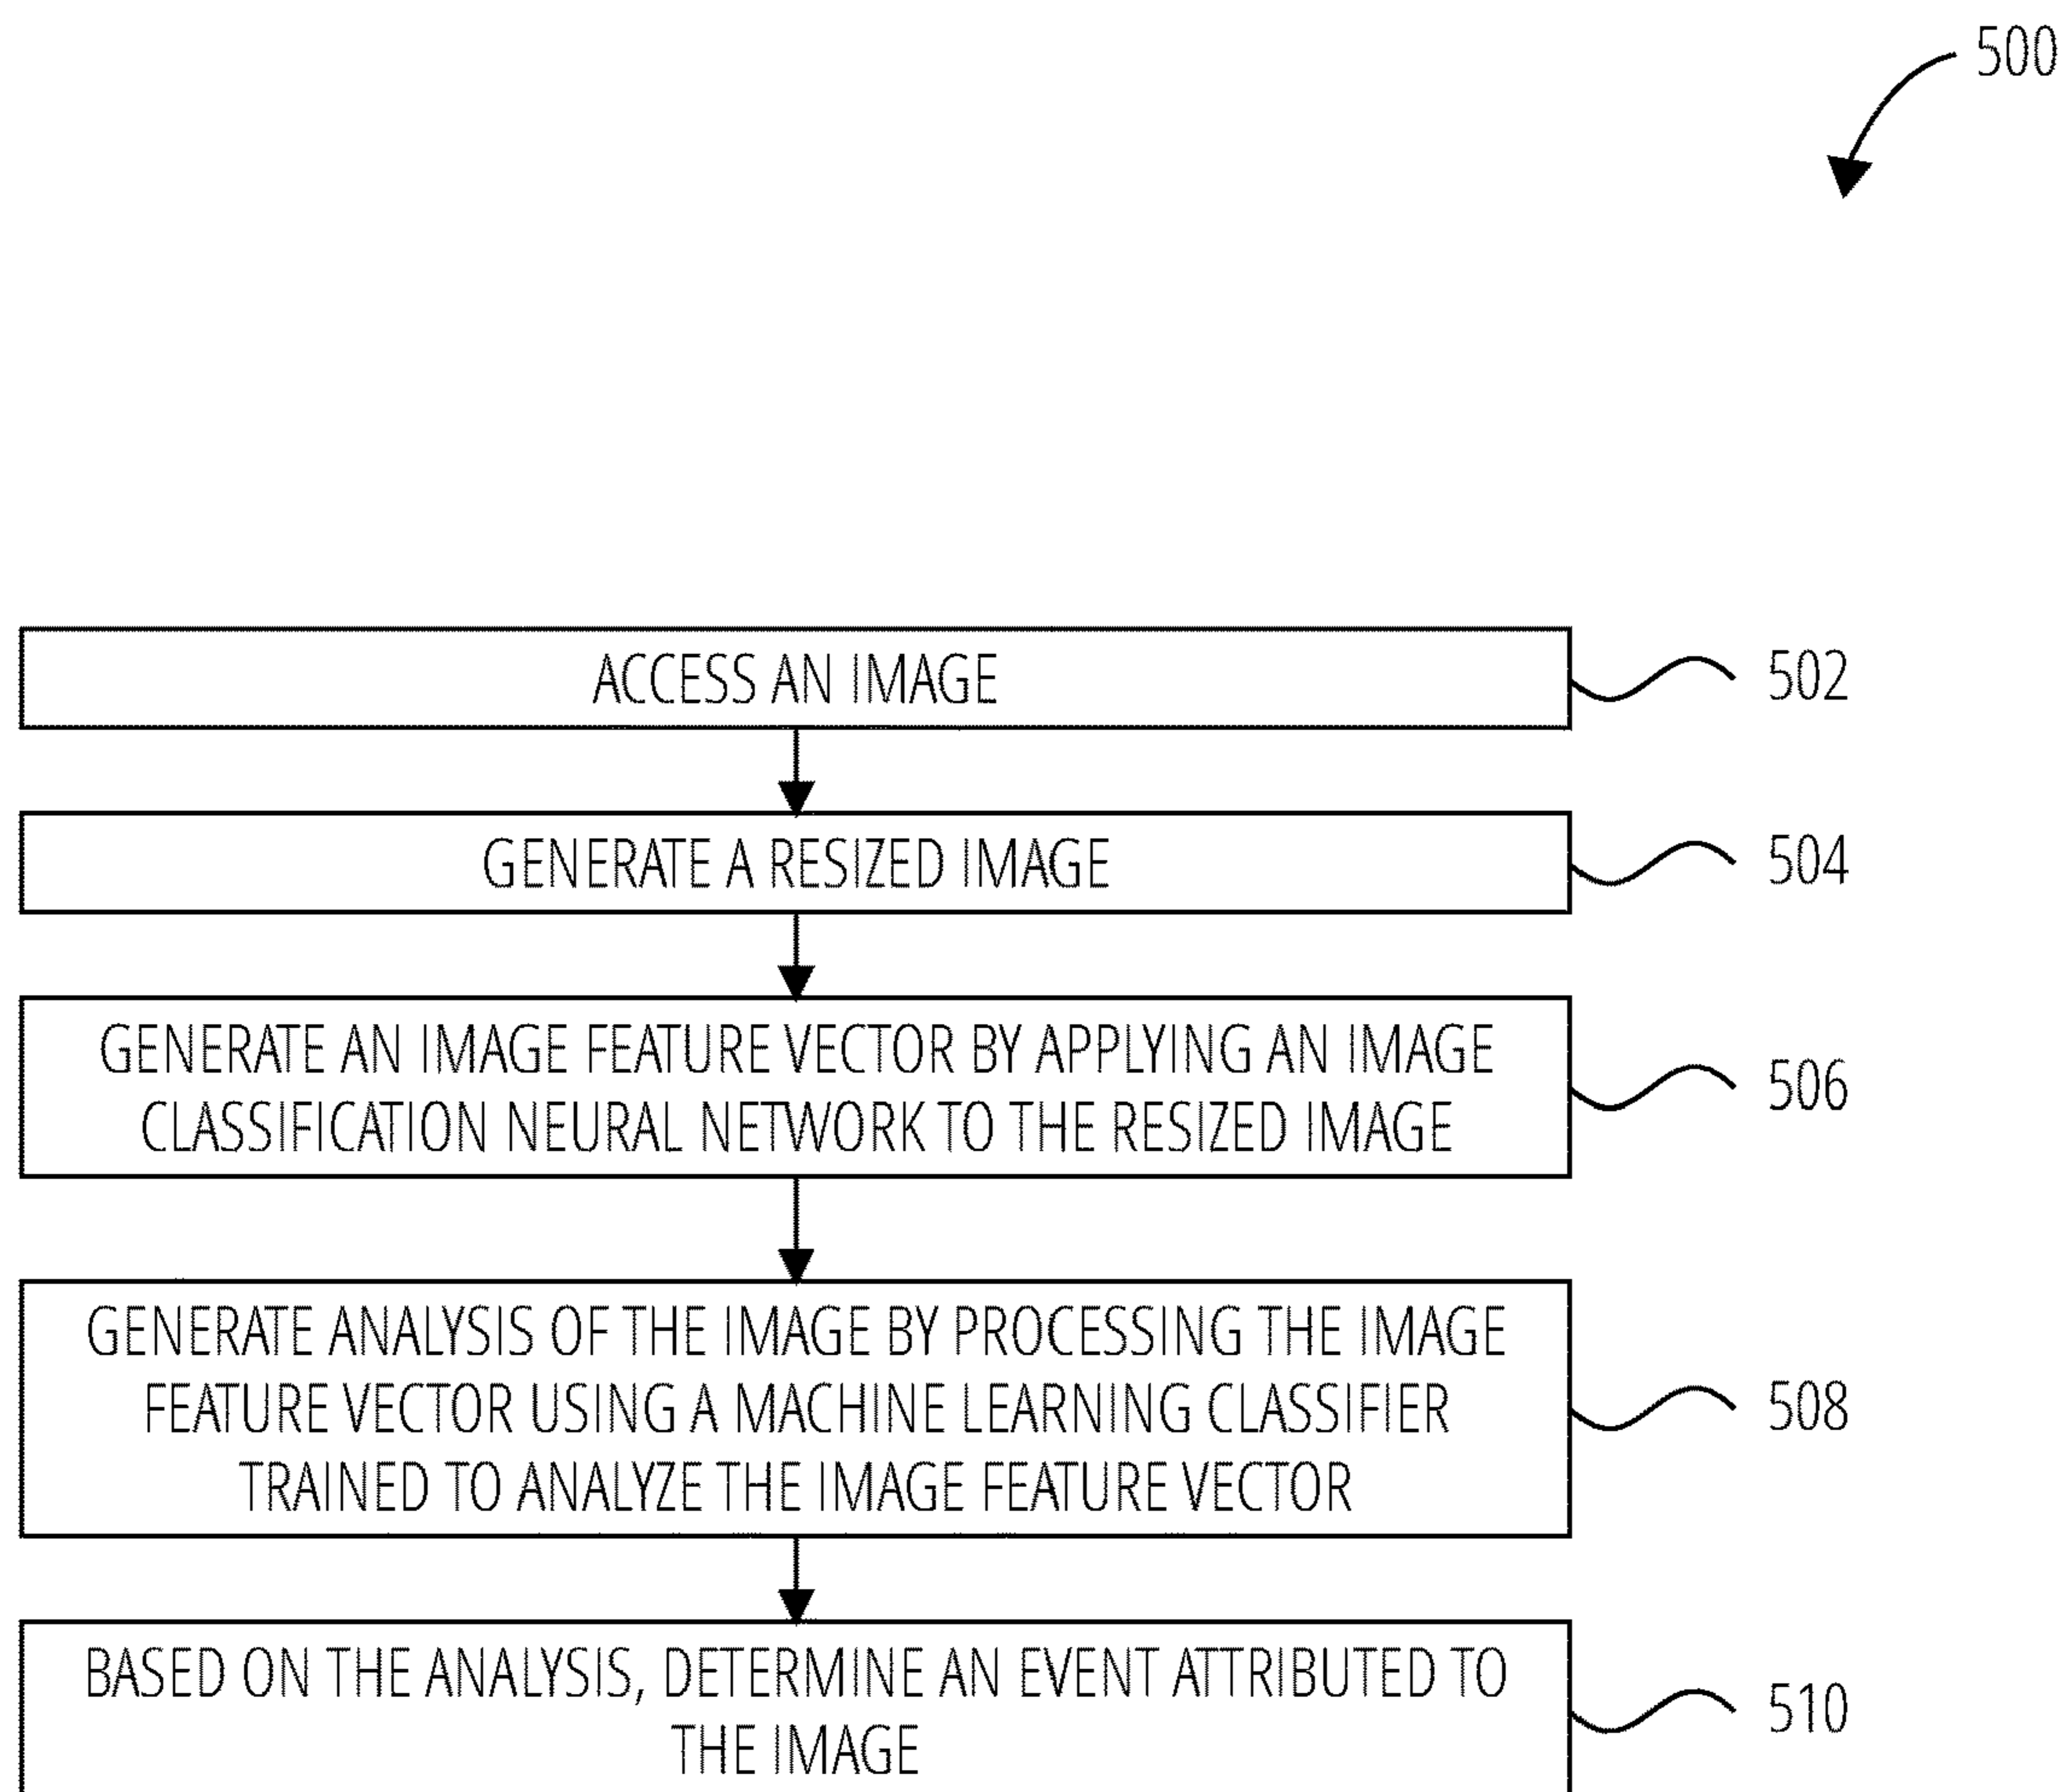 500
ACCESS AN IMAGE
502
GENERATE A RESIZED IMAGE
504
GENERATE AN IMAGE FEATURE VECTOR BY APPLYING AN IMAGE
CLASSIFICATION NEURAL NETWORK TO THE RESIZED IMAGE
506
GENERATE ANALYSIS OF THE IMAGE BY PROCESSING THE IMAGE
FEATURE VECTOR USING A MACHINE LEARNING CLASSIFIER
TRAINED TO ANALYZE THE IMAGE FEATURE VECTOR
508
BASED ON THE ANALYSIS, DETERMINE AN EVENT ATTRIBUTED TO
THE IMAGE
510